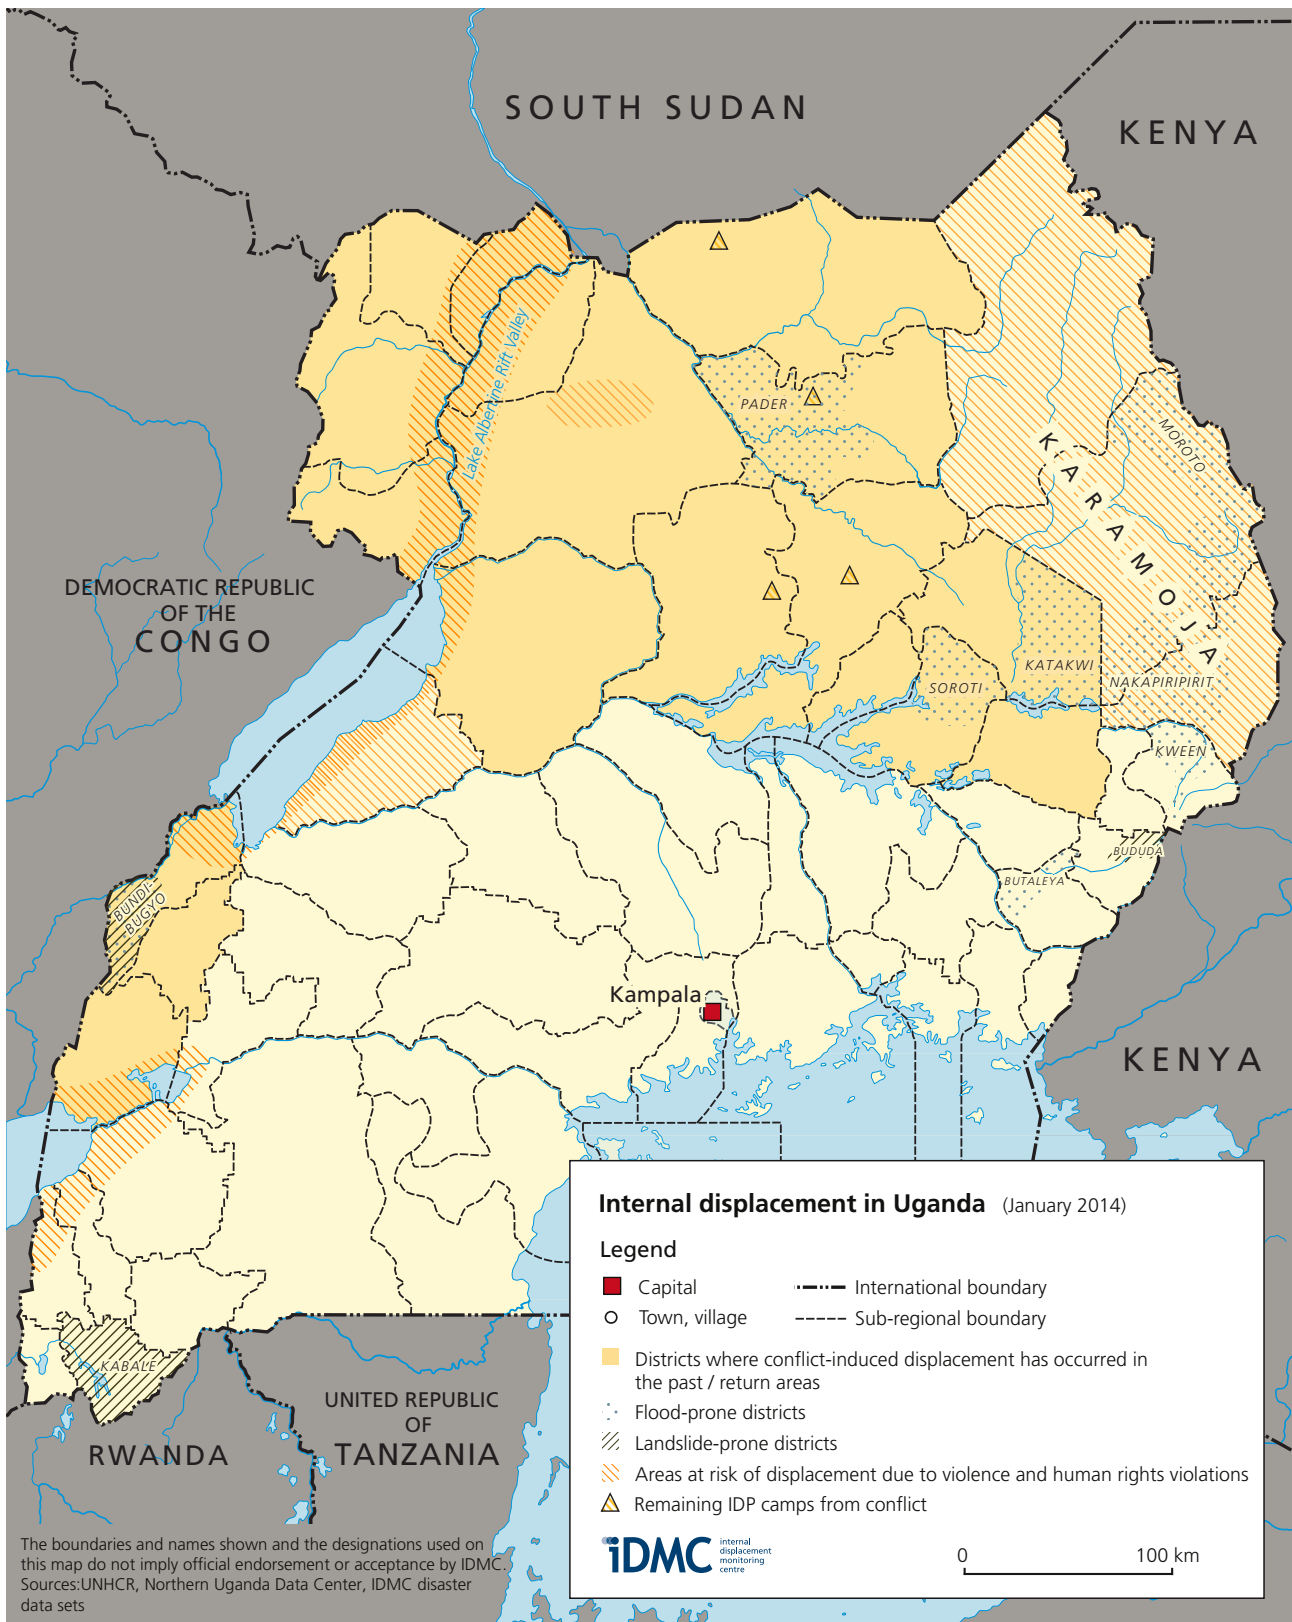 SOUTH SUDAN
KENYA
Lake Albertine Rift Valley
PADER
MOROTO
KARAMOJA
DEMOCRATIC REPUBLIC
OF THE
CONGO
KATAKWI
SOROTI
NAKAPIRIPIRIT
KWEEN
BUDUDA
BUTALEYA
BUNDI-
BUGYO
Kampala
KENYA
KABALE
RWANDA
UNITED REPUBLIC
OF
TANZANIA
Internal displacement in Uganda (January 2014)
Legend
Capital
International boundary
Town, village
Sub-regional boundary
Districts where conflict-induced displacement has occurred in
the past / return areas
Flood-prone districts
Landslide-prone districts
Areas at risk of displacement due to violence and human rights violations
Remaining IDP camps from conflict
iDMC
internal
displacement
monitoring
centre
0 100 km
The boundaries and names shown and the designations used on
this map do not imply official endorsement or acceptance by IDMC.
Sources:UNHCR, Northern Uganda Data Center, IDMC disaster
data sets